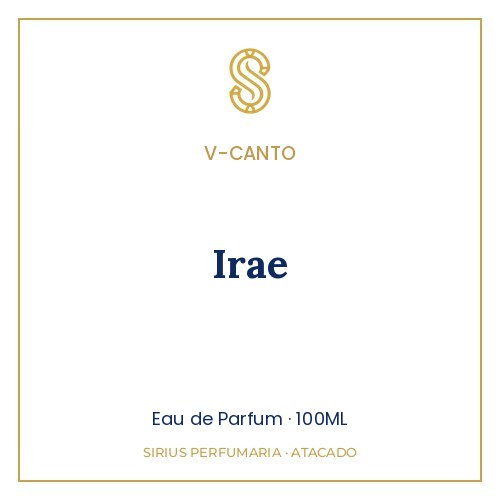 V-CANTO
Irae
Eau de Parfum · 100ML
SIRIUS PERFUMARIA · ATACADO